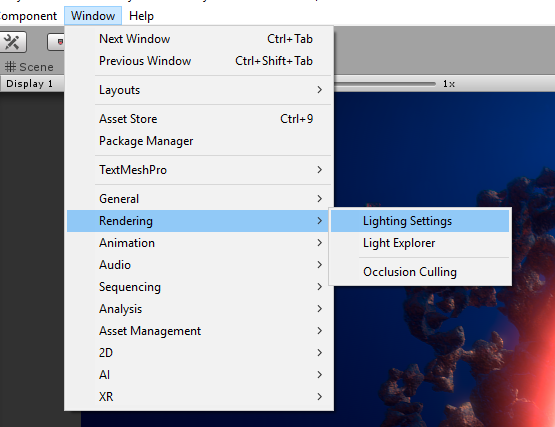 Component Window Help
Scene
Display 1 1x
Next Window Ctrl+Tab
Previous Window Ctrl+Shift+Tab
Layouts
Asset Store Ctrl+9
Package Manager
TextMeshPro
General
Rendering
Lighting Settings
Animation
Light Explorer
Audio
Occlusion Culling
Sequencing
Analysis
Asset Management
2D
AI
XR